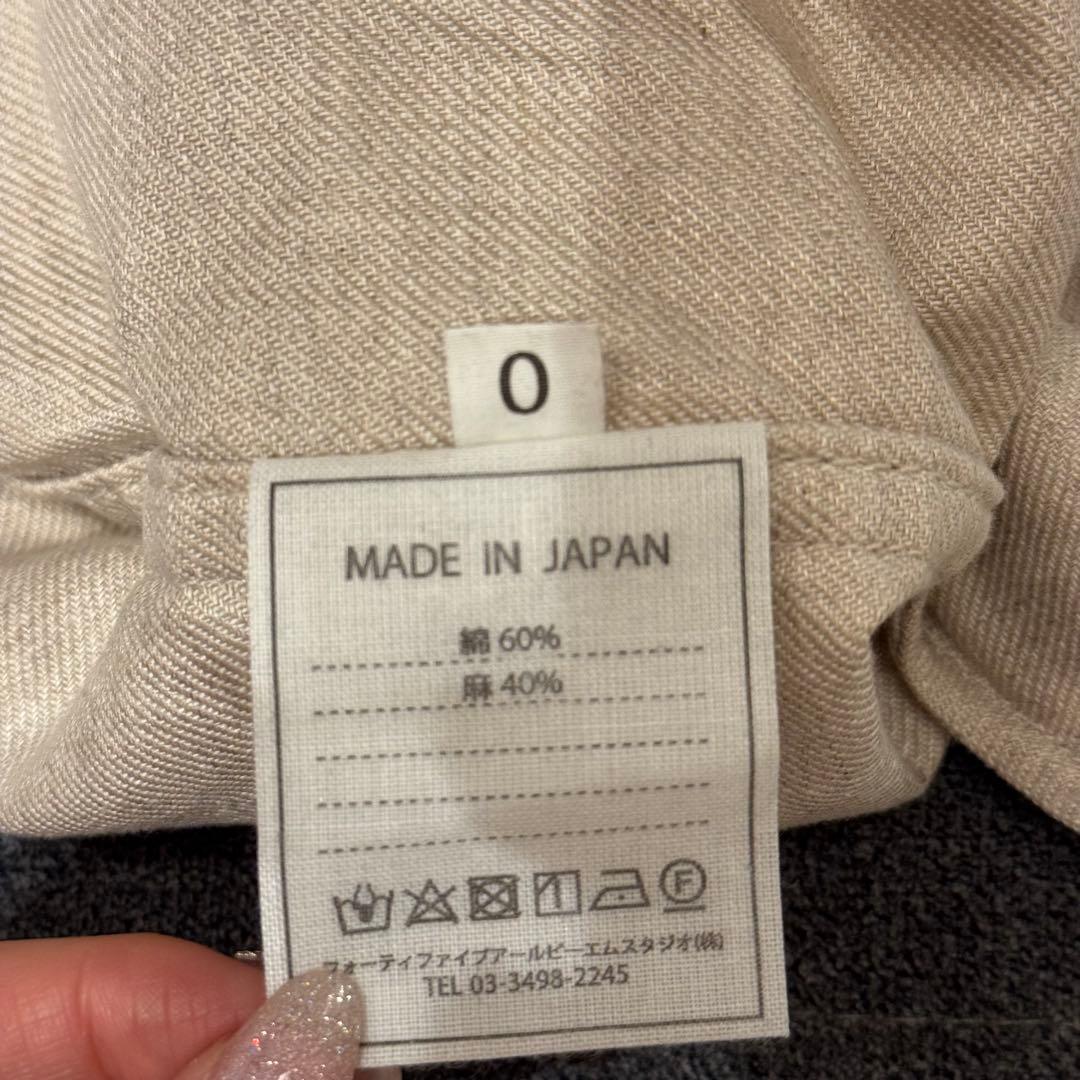 0
MADE IN JAPAN
綿 60%
麻 40%
F
フォーティファイブアールピーエムスタジオ(株)
TEL 03-3498-2245